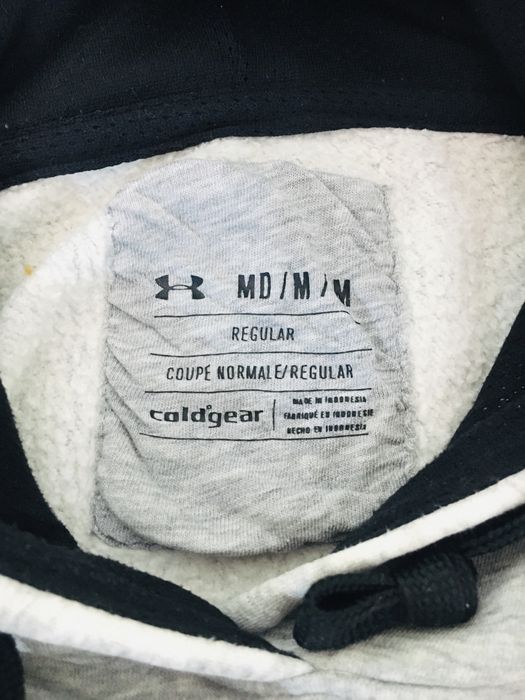 MD/M/M
REGULAR
COUPE NORMALE/REGULAR
coldgear
MADE IN INDONESIA
FABRIQUÉ EN INDONESIE
HECHO EN INDONESIA